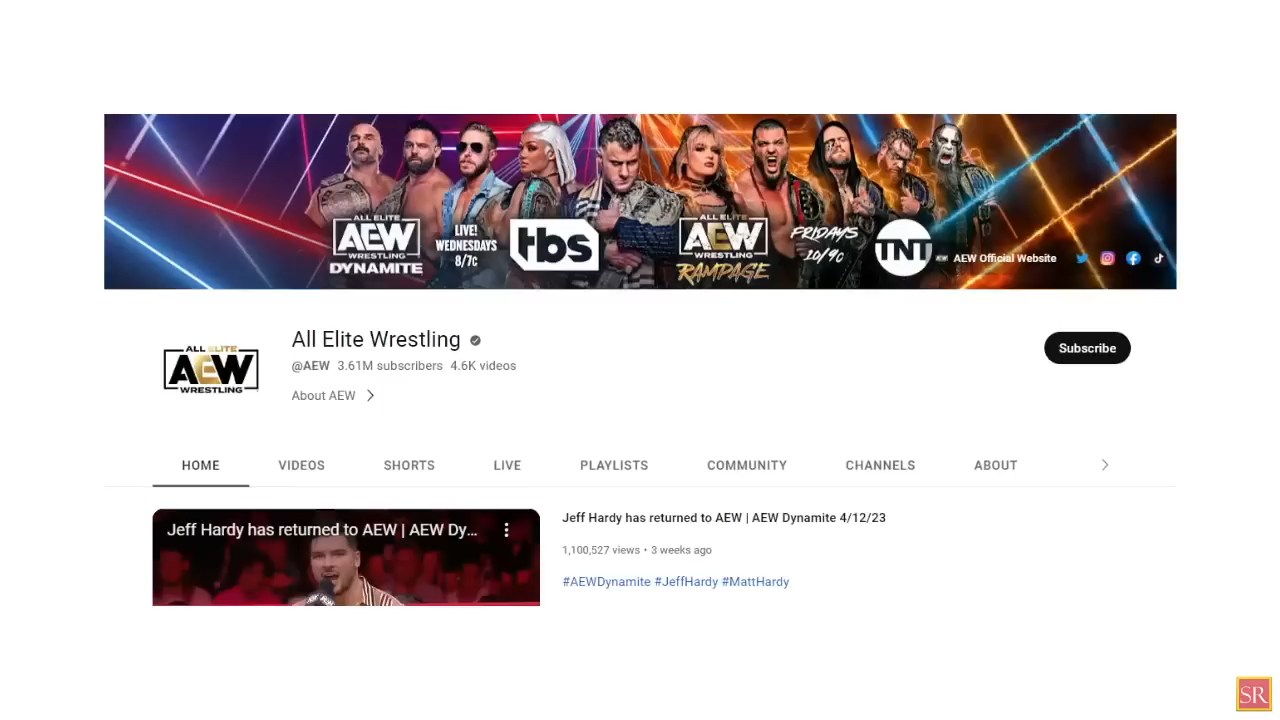 ALL ELITE
AEW
WRESTLING
DYNAMITE
LIVE!
WEDNESDAYS
8/7c
tbs
ALL ELITE
AEW
WRESTLING
RAMPAGE
FRIDAYS
10/9c
TNT
AEW Official Website
All Elite Wrestling
ALL ELITE
AEW
WRESTLING
@AEW 3.61M subscribers 4.6K videos
About AEW
Subscribe
HOME VIDEOS SHORTS LIVE PLAYLISTS COMMUNITY CHANNELS ABOUT
Jeff Hardy has returned to AEW | AEW Dy...
Jeff Hardy has returned to AEW | AEW Dynamite 4/12/23
1,100,527 views • 3 weeks ago
#AEWDynamite #JeffHardy #MattHardy
SR